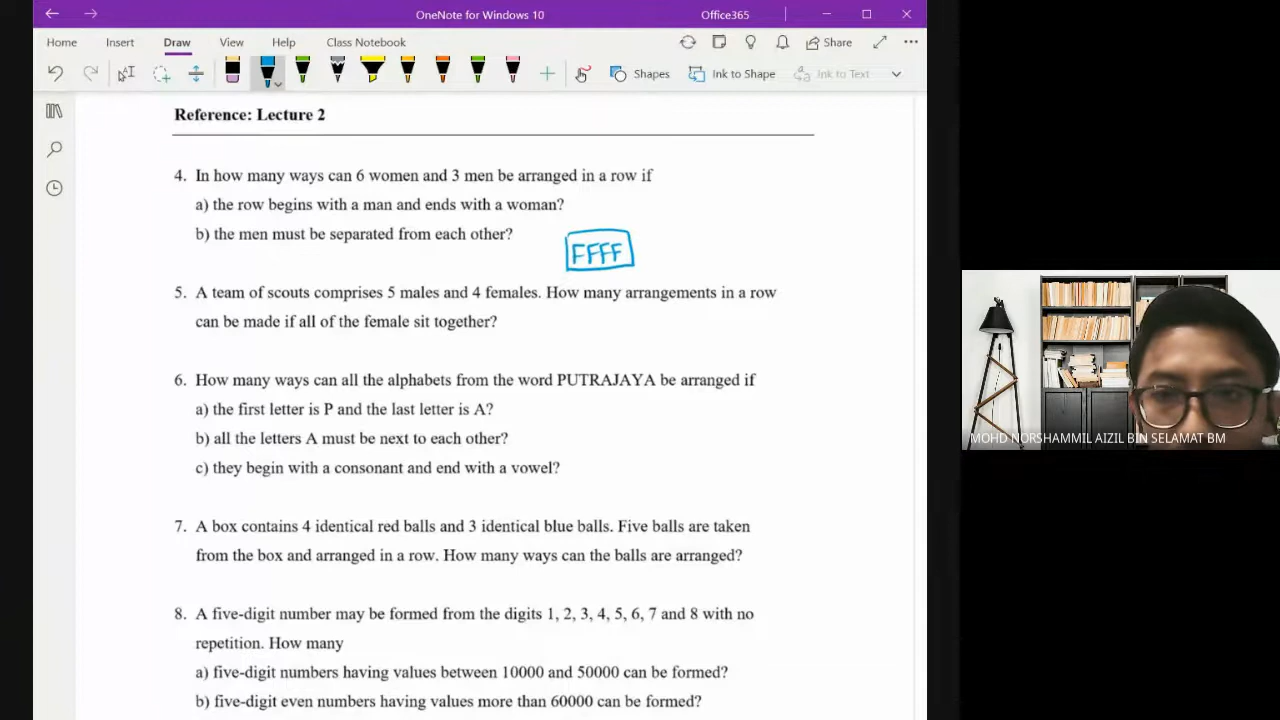 OneNote for Windows 10
Office365
Home Insert Draw View Help Class Notebook
Share
Shapes Ink to Shape Ink to Text
Reference: Lecture 2
4. In how many ways can 6 women and 3 men be arranged in a row if
a) the row begins with a man and ends with a woman?
b) the men must be separated from each other?
FFFF
5. A team of scouts comprises 5 males and 4 females. How many arrangements in a row
can be made if all of the female sit together?
6. How many ways can all the alphabets from the word PUTRAJAYA be arranged if
a) the first letter is P and the last letter is A?
b) all the letters A must be next to each other?
c) they begin with a consonant and end with a vowel?
7. A box contains 4 identical red balls and 3 identical blue balls. Five balls are taken
from the box and arranged in a row. How many ways can the balls are arranged?
8. A five-digit number may be formed from the digits 1, 2, 3, 4, 5, 6, 7 and 8 with no
repetition. How many
a) five-digit numbers having values between 10000 and 50000 can be formed?
b) five-digit even numbers having values more than 60000 can be formed?
MOHD NORSHAMMIL AIZIL BIN SELAMAT BM